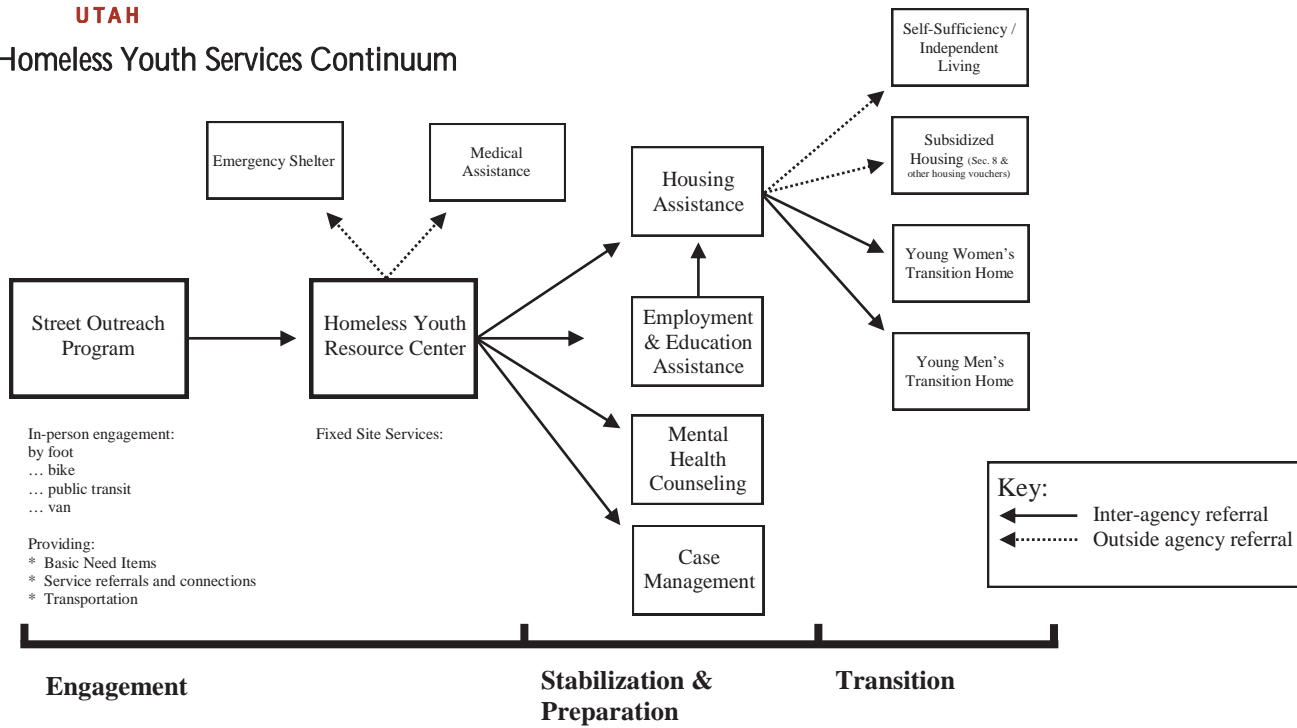 UTAH
Homeless Youth Services Continuum
Self-Sufficiency /
Independent
Living
Emergency Shelter
Medical
Assistance
Housing
Assistance
Subsidized
Housing (Sec. 8 &
other housing vouchers)
Young Women's
Transition Home
Street Outreach
Program
Homeless Youth
Resource Center
Employment
& Education
Assistance
Young Men's
Transition Home
In-person engagement:
by foot
… bike
… public transit
… van
Providing:
* Basic Need Items
* Service referrals and connections
* Transportation
Fixed Site Services:
Mental
Health
Counseling
Case
Management
Key:
Inter-agency referral
Outside agency referral
Engagement
Stabilization &
Preparation
Transition